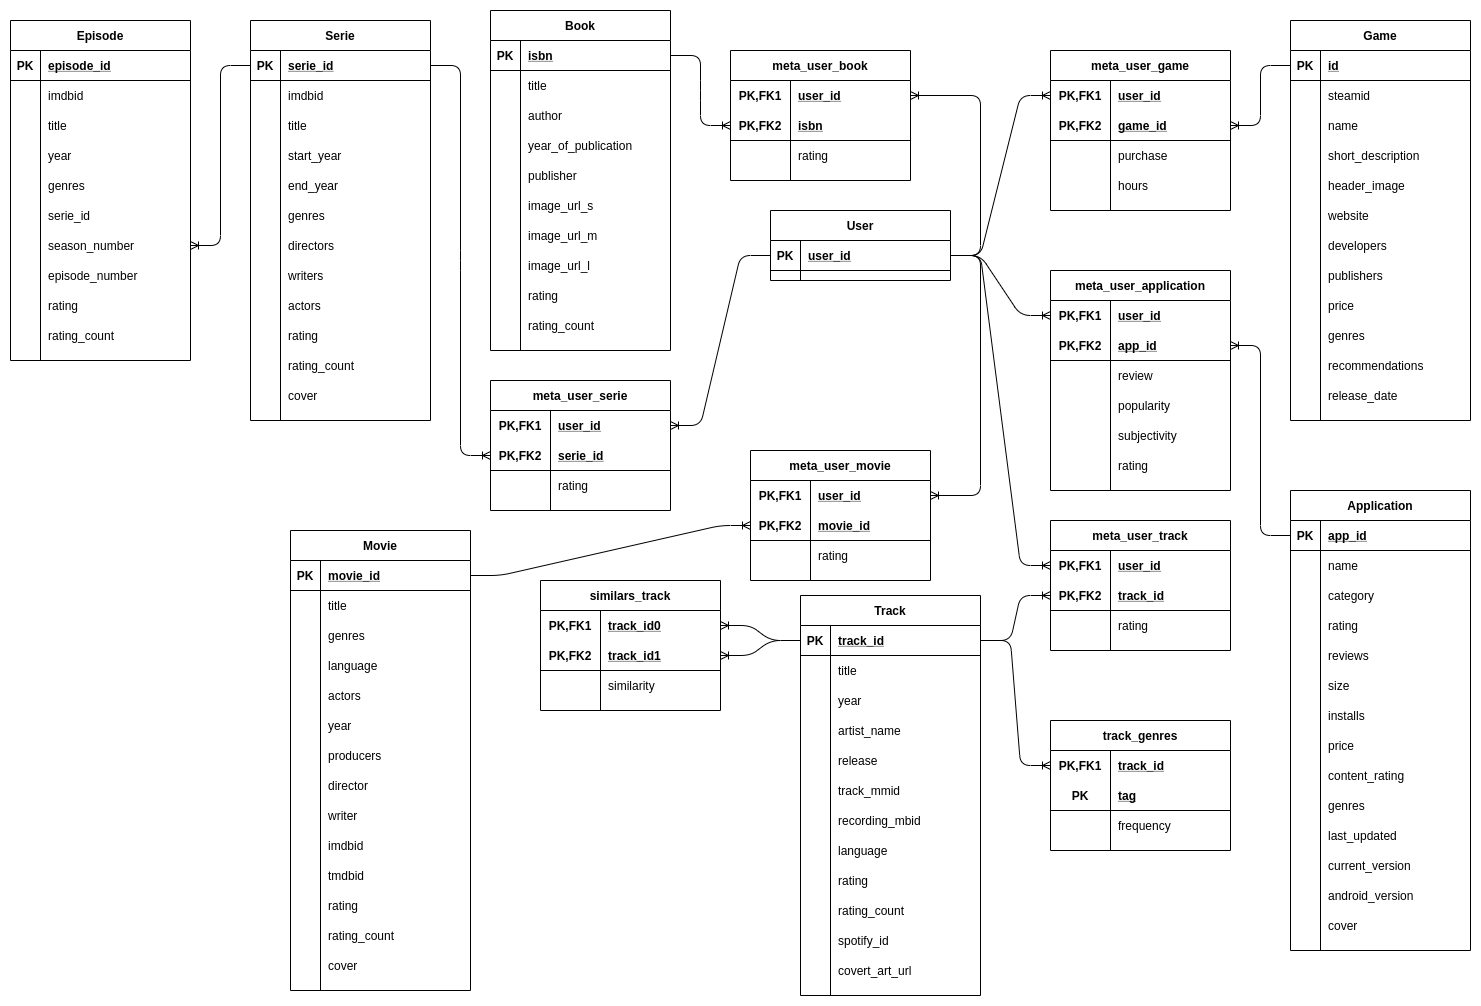 Episode
PK episode_id
imdbid
title
year
genres
serie_id
season_number
episode_number
rating
rating_count
Serie
PK serie_id
imdbid
title
start_year
end_year
genres
directors
writers
actors
rating
rating_count
cover
Book
PK isbn
title
author
year_of_publication
publisher
image_url_s
image_url_m
image_url_l
rating
rating_count
meta_user_book
PK,FK1 user_id
PK,FK2 isbn
rating
User
PK user_id
meta_user_game
PK,FK1 user_id
PK,FK2 game_id
purchase
hours
Game
PK id
steamid
name
short_description
header_image
website
developers
publishers
price
genres
recommendations
release_date
meta_user_application
PK,FK1 user_id
PK,FK2 app_id
review
popularity
subjectivity
rating
meta_user_serie
PK,FK1 user_id
PK,FK2 serie_id
rating
meta_user_movie
PK,FK1 user_id
PK,FK2 movie_id
rating
Movie
PK movie_id
title
genres
language
actors
year
producers
director
writer
imdbid
tmdbid
rating
rating_count
cover
similars_track
PK,FK1 track_id0
PK,FK2 track_id1
similarity
Track
PK track_id
title
year
artist_name
release
track_mmid
recording_mbid
language
rating
rating_count
spotify_id
covert_art_url
meta_user_track
PK,FK1 user_id
PK,FK2 track_id
rating
track_genres
PK,FK1 track_id
PK tag
frequency
Application
PK app_id
name
category
rating
reviews
size
installs
price
content_rating
genres
last_updated
current_version
android_version
cover